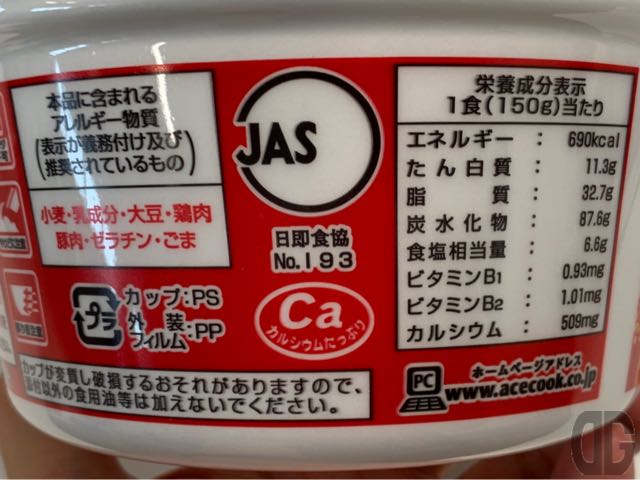 本品に含まれる
アレルギー物質
(表示が義務付け及び
推奨されているもの)
小麦・乳成分・大豆・鶏肉
豚肉・ゼラチン・ごま
JAS
日即食協
No.193
プラ
カップ:PS
外装
フィルム:PP
Ca
カルシウムたっぷり
カップが変質し破損するおそれがありますので、
添付以外の食用油等は加えないでください。
栄養成分表示
1食(150g)当たり
エネルギー : 690kcal
たん白質 : 11.3g
脂質 : 32.7g
炭水化物 : 87.6g
食塩相当量 : 6.6g
ビタミンB1 : 0.93mg
ビタミンB2 : 1.01mg
カルシウム : 509mg
PC
ホームページアドレス
www.acecook.co.jp
DG